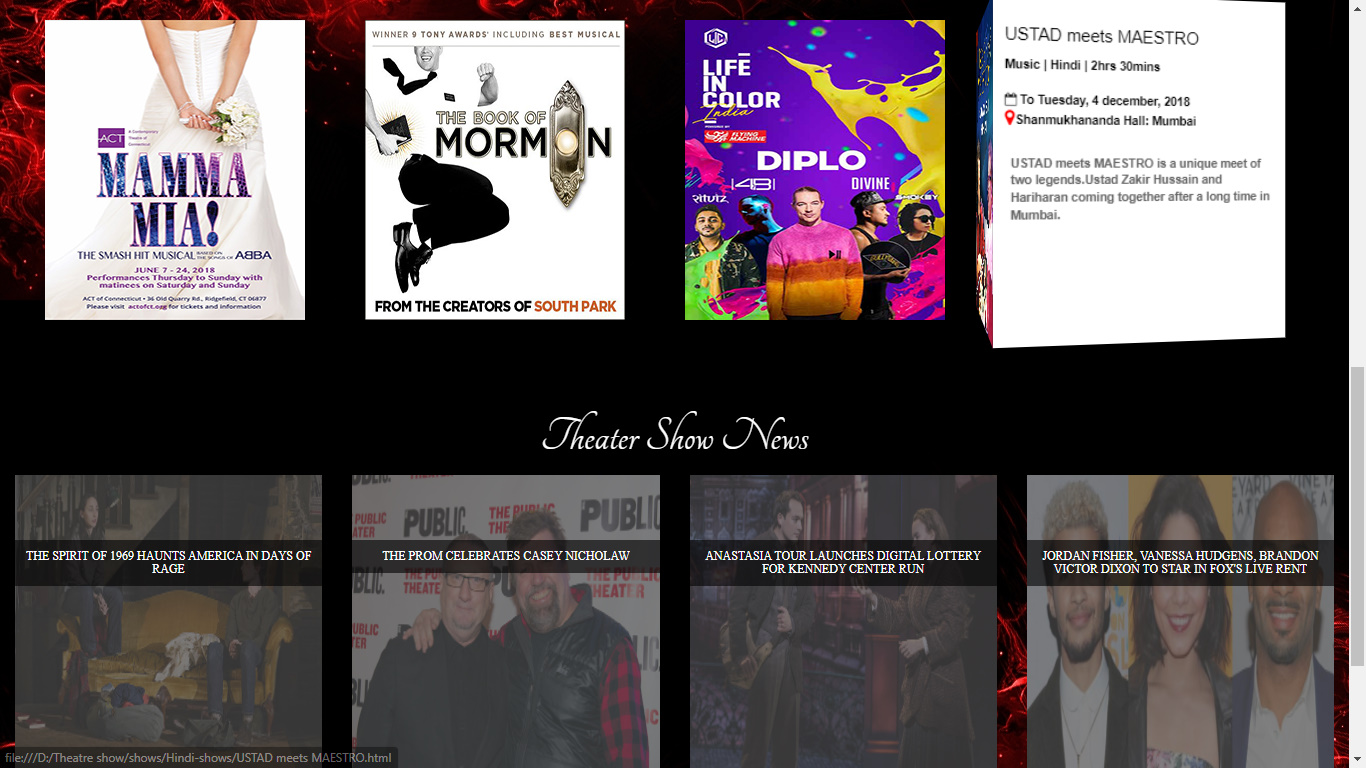 ACT
A Contemporary
Theatre of
Connecticut
MAMMA
MIA!
THE SMASH HIT MUSICAL BASED ON THE SONGS OF ABBA
JUNE 7 - 24, 2018
Performances Thursday to Sunday with
matinees on Saturday and Sunday
ACT of Connecticut • 36 Old Quarry Rd., Ridgefield, CT 06877
Please visit actofct.org for tickets and information
WINNER 9 TONY AWARDS® INCLUDING BEST MUSICAL
THE BOOK OF
MORMON
FROM THE CREATORS OF SOUTH PARK
LIFE
IN
COLOR
India
POWERED BY
FLYING
MACHINE
DIPLO
DIVINE
SMOKEY
USTAD meets MAESTRO
Music | Hindi | 2hrs 30mins
To Tuesday, 4 december, 2018
Shanmukhananda Hall: Mumbai
USTAD meets MAESTRO is a unique meet of
two legends.Ustad Zakir Hussain and
Hariharan coming together after a long time in
Mumbai.
Theater Show News
THE SPIRIT OF 1969 HAUNTS AMERICA IN DAYS OF
RAGE
PUBLIC.
THE PUBLIC
THEATER
THE PROM CELEBRATES CASEY NICHOLAW
ANASTASIA TOUR LAUNCHES DIGITAL LOTTERY
FOR KENNEDY CENTER RUN
JORDAN FISHER, VANESSA HUDGENS, BRANDON
VICTOR DIXON TO STAR IN FOX'S LIVE RENT
file:///D:/Theatre show/shows/Hindi-shows/USTAD meets MAESTRO.html